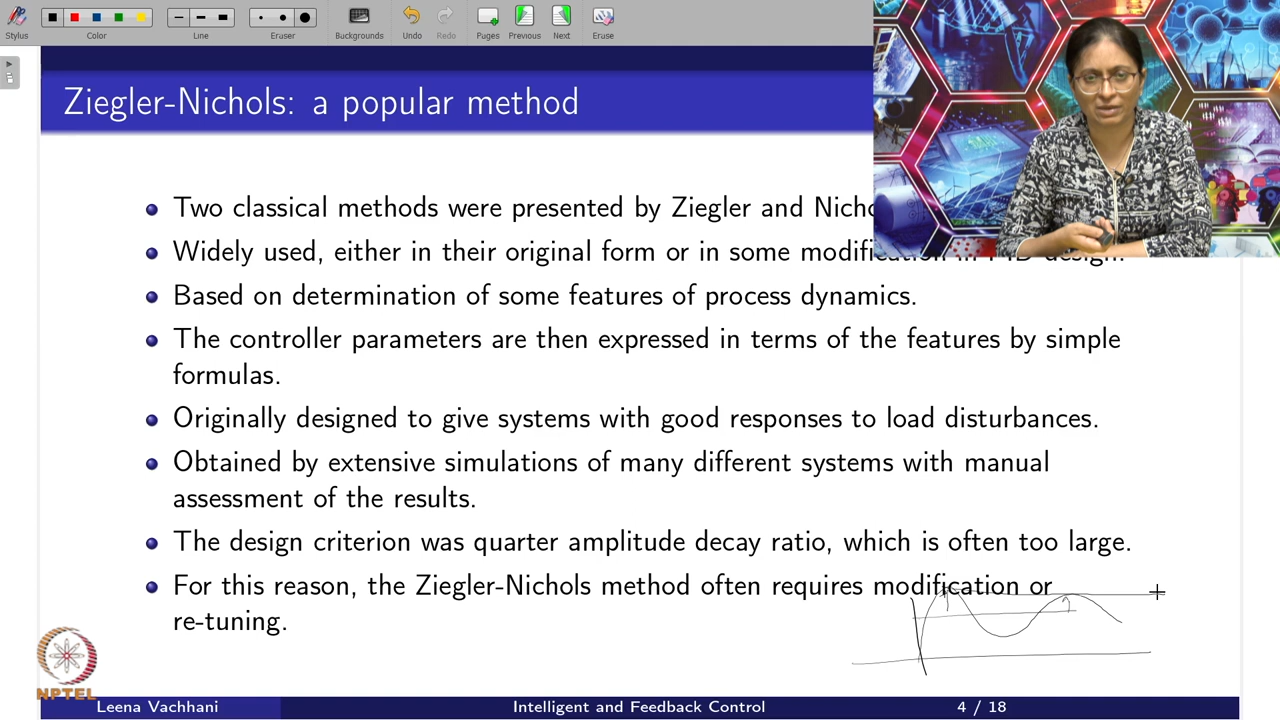 Stylus
Color
Line
Eraser
Backgrounds
Undo
Redo
Pages
Previous
Next
Erase
Ziegler-Nichols: a popular method
Two classical methods were presented by Ziegler and
Widely used, either in their original form or in some design.
Based on determination of some features of process dynamics.
The controller parameters are then expressed in terms of the features by simple
formulas.
Originally designed to give systems with good responses to load disturbances.
Obtained by extensive simulations of many different systems with manual
assessment of the results.
The design criterion was quarter amplitude decay ratio, which is often too large.
For this reason, the Ziegler-Nichols method often requires modification or
re-tuning.
NPTEL
Leena Vachhani
Intelligent and Feedback Control
4 / 18